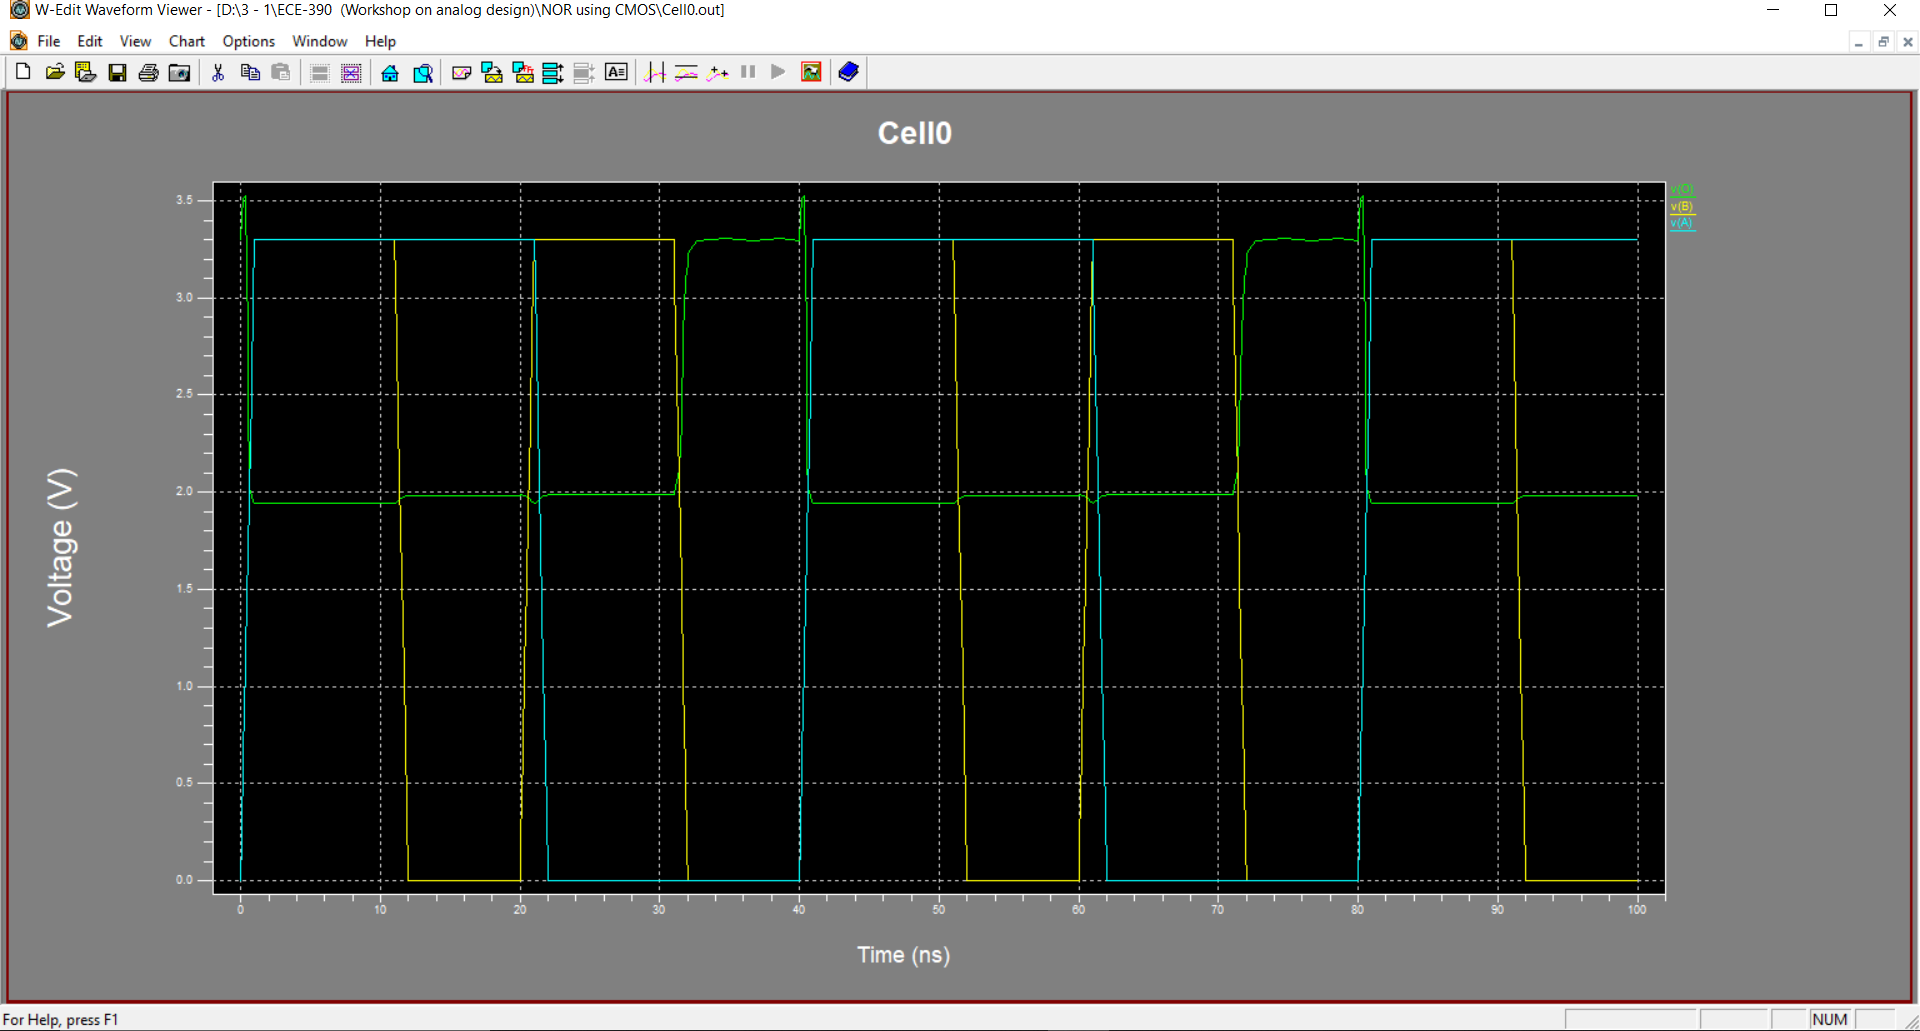 W-Edit Waveform Viewer - [D:\3 - 1\ECE-390 (Workshop on analog design)\NOR using CMOS\Cell0.out]
File Edit View Chart Options Window Help
Cell0
v(O)
v(B)
v(A)
3.5
3.0
2.5
2.0
1.5
1.0
0.5
0.0
Voltage (V)
0 10 20 30 40 50 60 70 80 90 100
Time (ns)
For Help, press F1
NUM